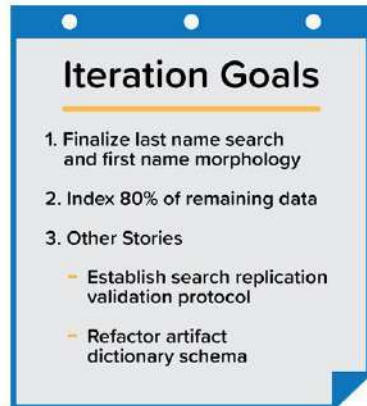 Iteration Goals
1. Finalize last name search
and first name morphology
2. Index 80% of remaining data
3. Other Stories
– Establish search replication
validation protocol
– Refactor artifact
dictionary schema